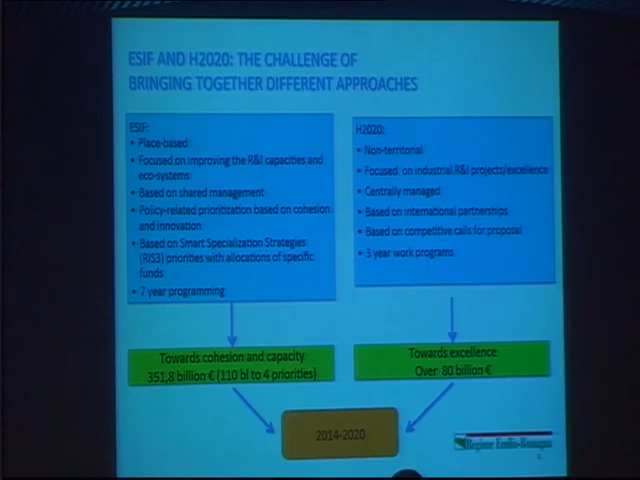 ESIF AND H2020: THE CHALLENGE OF
BRINGING TOGETHER DIFFERENT APPROACHES
ESIF:
• Place-based
• Focused on improving the R&I capacities and
eco-systems
• Based on shared management
• Policy-related prioritization based on cohesion
and innovation
• Based on Smart Specialization Strategies
(RIS3) priorities with allocations of specific
funds
• 7 year programming
H2020:
• Non-territorial
• Focused on industrial R&I projects/excellence
• Centrally managed
• Based on international partnerships
• Based on competitive calls for proposal
• 3 year work programs
Towards cohesion and capacity
351,8 billion € (110 bl to 4 priorities)
Towards excellence
Over 80 billion €
2014-2020
Regione Emilia-Romagna
4